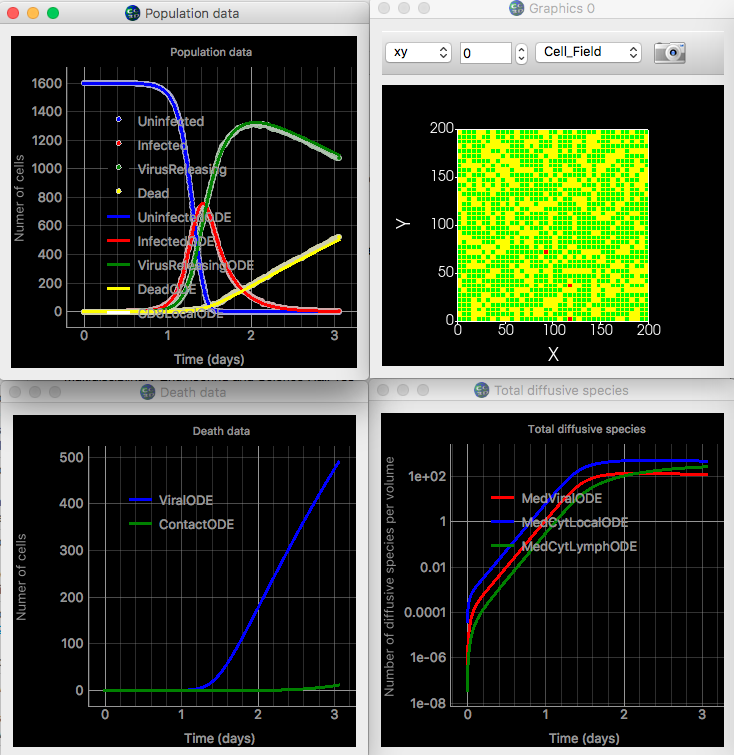 Population data
Population data
1600
1400
1200
1000
800
600
400
200
0
Numer of cells
Uninfected
Infected
VirusReleasing
Dead
UninfectedODE
InfectedODE
VirusReleasingODE
DeadODE
0
1
2
3
Time (days)
Graphics 0
xy
0
Cell_Field
200
150
100
50
0
Y
0
50
100
150
200
X
Death data
Death data
500
400
300
200
100
0
Numer of cells
ViralODE
ContactODE
0
1
2
3
Time (days)
Total diffusive species
Total diffusive species
1e+02
1
0.01
0.0001
1e-06
1e-08
Number of diffusive species per volume
MedViralODE
MedCytLocalODE
MedCytLymphODE
0
1
2
3
Time (days)